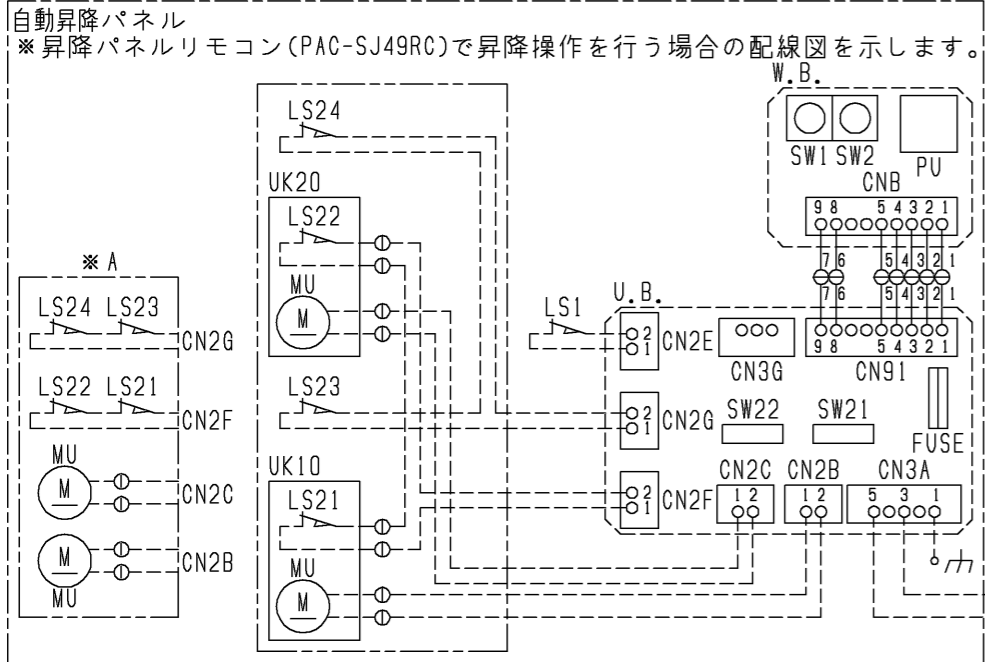 自動昇降パネル
※昇降パネルリモコン(PAC-SJ49RC)で昇降操作を行う場合の配線図を示します。
W.B.
SW1 SW2 PU
CNB
9 8 5 4 3 2 1
7 6 5 4 3 2 1
7 6 5 4 3 2 1
9 8 5 4 3 2 1
CN91
LS24
UK20
LS22
MU
M
LS23
UK10
LS21
MU
M
※A
LS24 LS23
CN2G
LS22 LS21
CN2F
MU
M
CN2C
M
CN2B
MU
LS1
U.B.
2
1
CN2E
CN3G
2
1
CN2G
SW22 SW21
FUSE
2
1
CN2F
CN2C CN2B CN3A
1 2 1 2 5 3 1